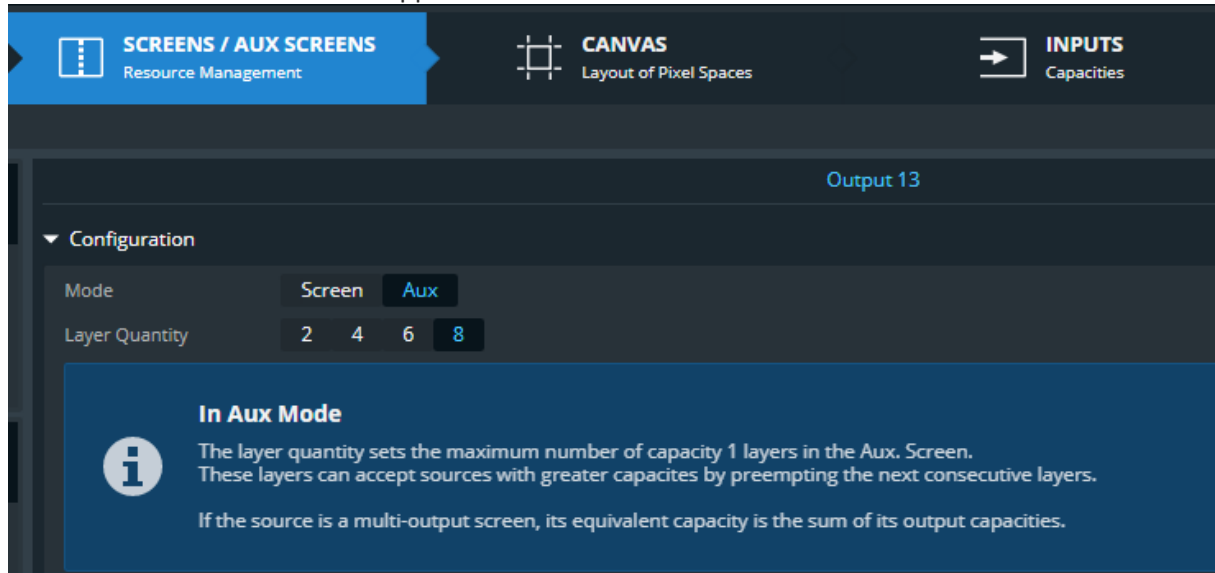 SCREENS / AUX SCREENS
Resource Management
CANVAS
Layout of Pixel Spaces
INPUTS
Capacities
Output 13
Configuration
Mode Screen Aux
Layer Quantity 2 4 6 8
In Aux Mode
The layer quantity sets the maximum number of capacity 1 layers in the Aux. Screen.
These layers can accept sources with greater capacites by preempting the next consecutive layers.
If the source is a multi-output screen, its equivalent capacity is the sum of its output capacities.